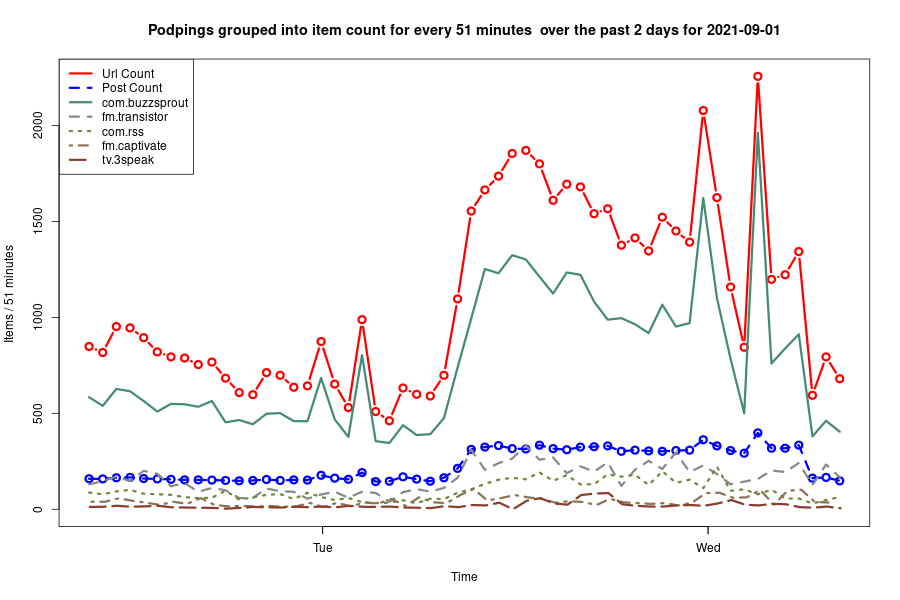 Podpings grouped into item count for every 51 minutes  over the past 2 days for 2021-09-01
Url Count
Post Count
com.buzzsprout
fm.transistor
com.rss
fm.captivate
tv.3speak
Items / 51 minutes
2000
1500
1000
500
0
Tue
Wed
Time